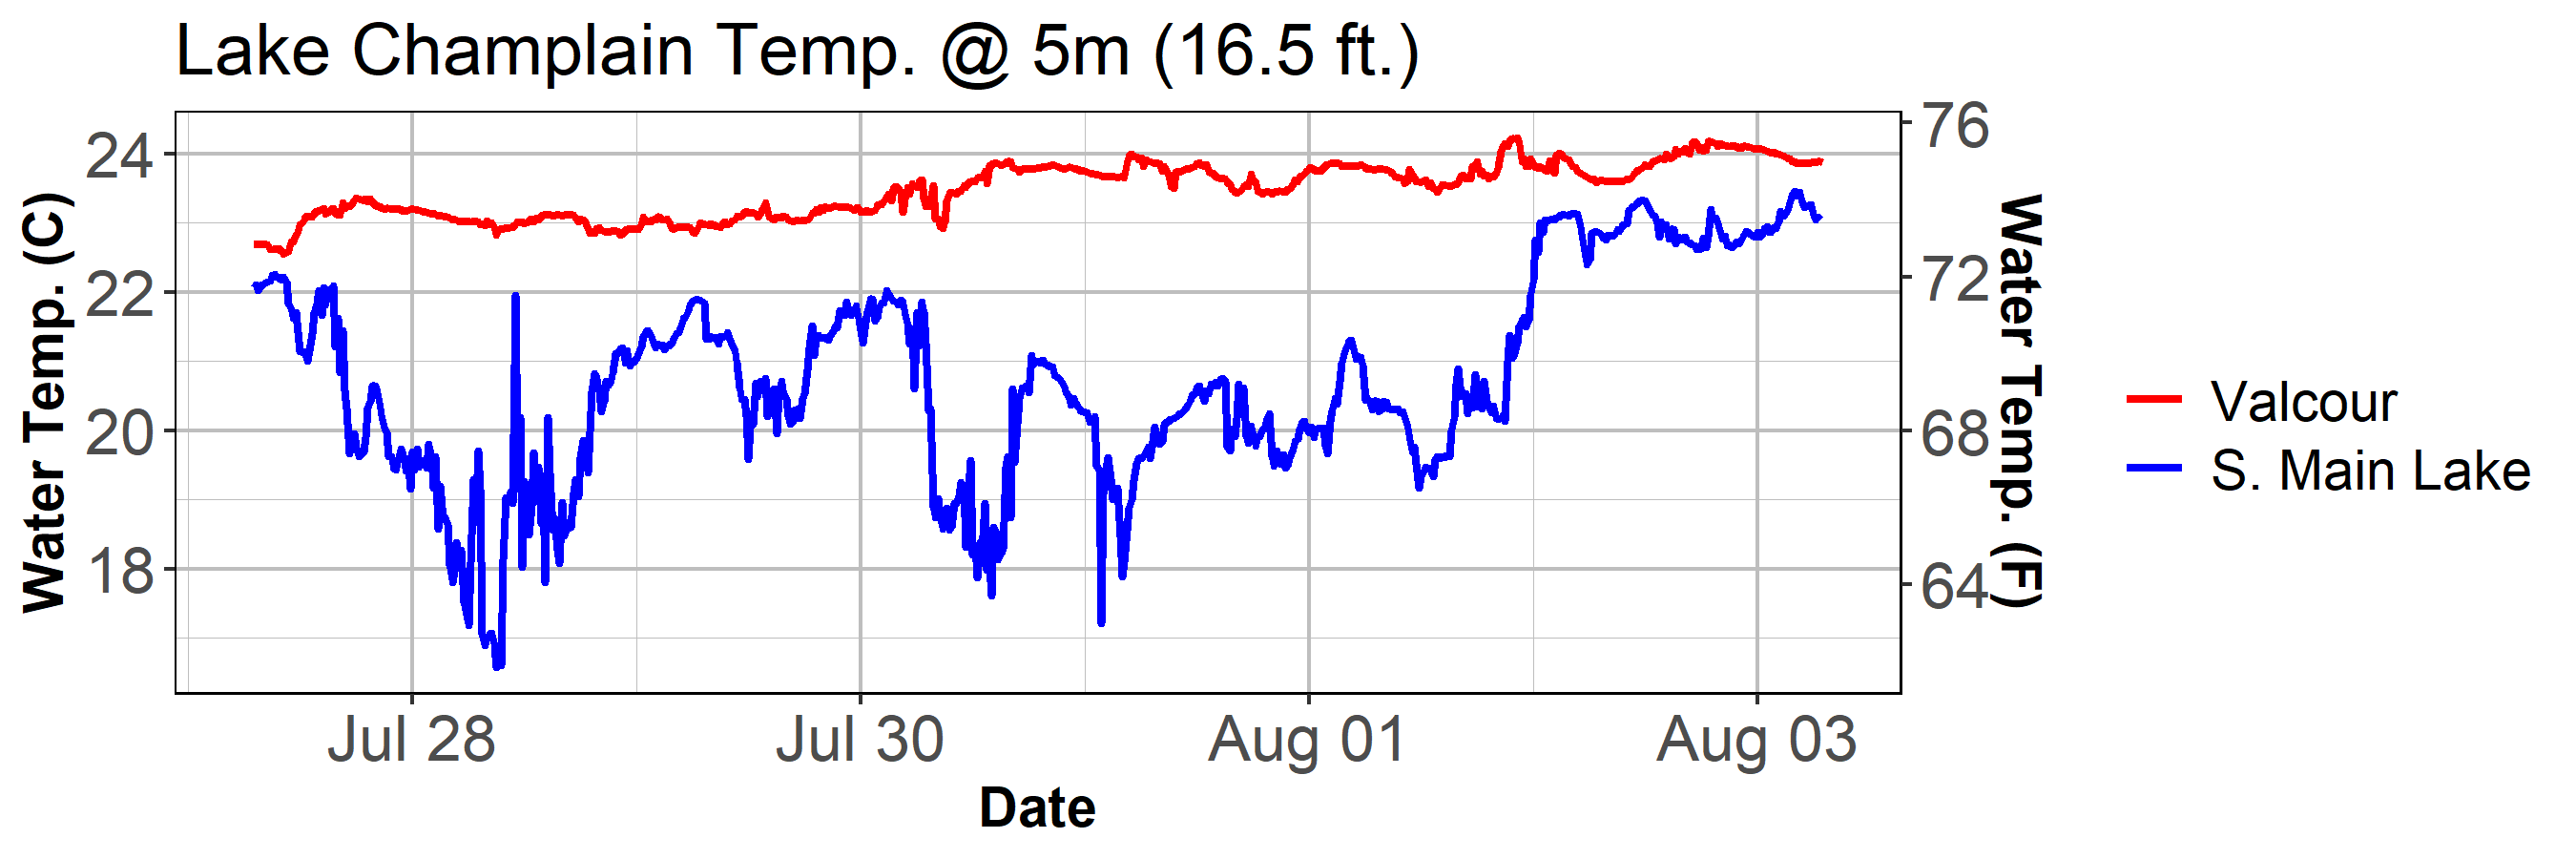 Lake Champlain Temp. @ 5m (16.5 ft.)
Water Temp. (C)
24
22
20
18
76
72
68
64
Water Temp. (F)
Jul 28
Jul 30
Aug 01
Aug 03
Date
Valcour
S. Main Lake